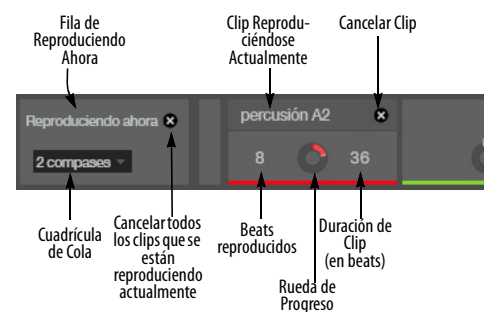 Fila de
Reproduciendo
Ahora
Clip Reprodu-
ciéndose
Actualmente
Cancelar Clip
Reproduciendo ahora
percusión A2
2 compases
8
36
Cuadrícula
de Cola
Cancelar todos
los clips que se
están
reproduciendo
actualmente
Beats
reproducidos
Rueda de
Progreso
Duración de
Clip
(en beats)